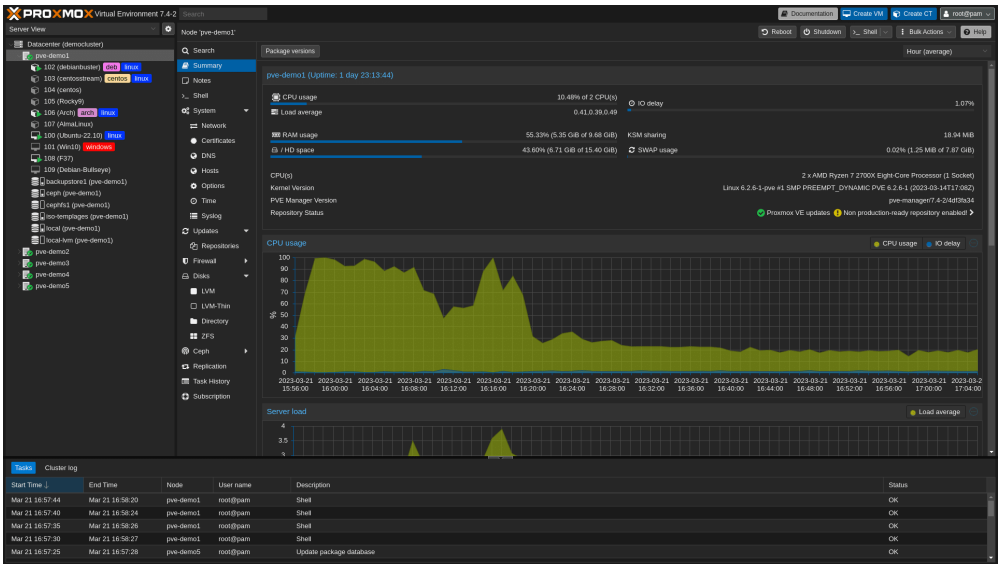 PROXMOX Virtual Environment 7.4-2 Search Documentation Create VM Create CT root@pam
Server View Node 'pve-demo1' Reboot Shutdown >_ Shell Bulk Actions Help
Datacenter (democluster)
pve-demo1
102 (debianbuster) deb linux
103 (centosstream) centos linux
104 (centos)
105 (Rocky9)
106 (Arch) arch linux
107 (AlmaLinux)
100 (Ubuntu-22.10) linux
101 (Win10) windows
108 (F37)
109 (Debian-Bullseye)
backupstore1 (pve-demo1)
ceph (pve-demo1)
cephfs1 (pve-demo1)
iso-templates (pve-demo1)
local (pve-demo1)
local-lvm (pve-demo1)
pve-demo2
pve-demo3
pve-demo4
pve-demo5
Search
Summary
Notes
>_ Shell
System
Network
Certificates
DNS
Hosts
Options
Time
Syslog
Updates
Repositories
Firewall
Disks
LVM
LVM-Thin
Directory
ZFS
Ceph
Replication
Task History
Subscription
Package versions Hour (average)
pve-demo1 (Uptime: 1 day 23:13:44)
CPU usage 10.48% of 2 CPU(s)
IO delay 1.07%
Load average 0.41,0.39,0.49
RAM usage 55.33% (5.35 GiB of 9.68 GiB) KSM sharing 18.94 MiB
/ HD space 43.60% (6.71 GiB of 15.40 GiB) SWAP usage 0.02% (1.25 MiB of 7.87 GiB)
CPU(s) 2 x AMD Ryzen 7 2700X Eight-Core Processor (1 Socket)
Kernel Version Linux 6.2.6-1-pve #1 SMP PREEMPT_DYNAMIC PVE 6.2.6-1 (2023-03-14T17:08Z)
PVE Manager Version pve-manager/7.4-2/4df3fa34
Repository Status Proxmox VE updates Non production-ready repository enabled!
CPU usage CPU usage IO delay
100
90
80
70
60
50
40
30
20
10
0
%
2023-03-21 2023-03-21 2023-03-21 2023-03-21 2023-03-21 2023-03-21 2023-03-21 2023-03-21 2023-03-21 2023-03-21 2023-03-21 2023-03-21 2023-03-21 2023-03-21 2023-03-21 2023-03-21 2023-03-21 2023-03-2
15:56:00 16:00:00 16:04:00 16:08:00 16:12:00 16:16:00 16:20:00 16:24:00 16:28:00 16:32:00 16:36:00 16:40:00 16:44:00 16:48:00 16:52:00 16:56:00 17:00:00 17:04:00
Server load Load average
4
3.5
3
Tasks Cluster log
Start Time ↓ End Time Node User name Description Status
Mar 21 16:57:44 Mar 21 16:58:20 pve-demo1 root@pam Shell OK
Mar 21 16:57:40 Mar 21 16:58:24 pve-demo1 root@pam Shell OK
Mar 21 16:57:35 Mar 21 16:58:26 pve-demo1 root@pam Shell OK
Mar 21 16:57:30 Mar 21 16:58:27 pve-demo1 root@pam Shell OK
Mar 21 16:57:25 Mar 21 16:57:28 pve-demo5 root@pam Update package database OK